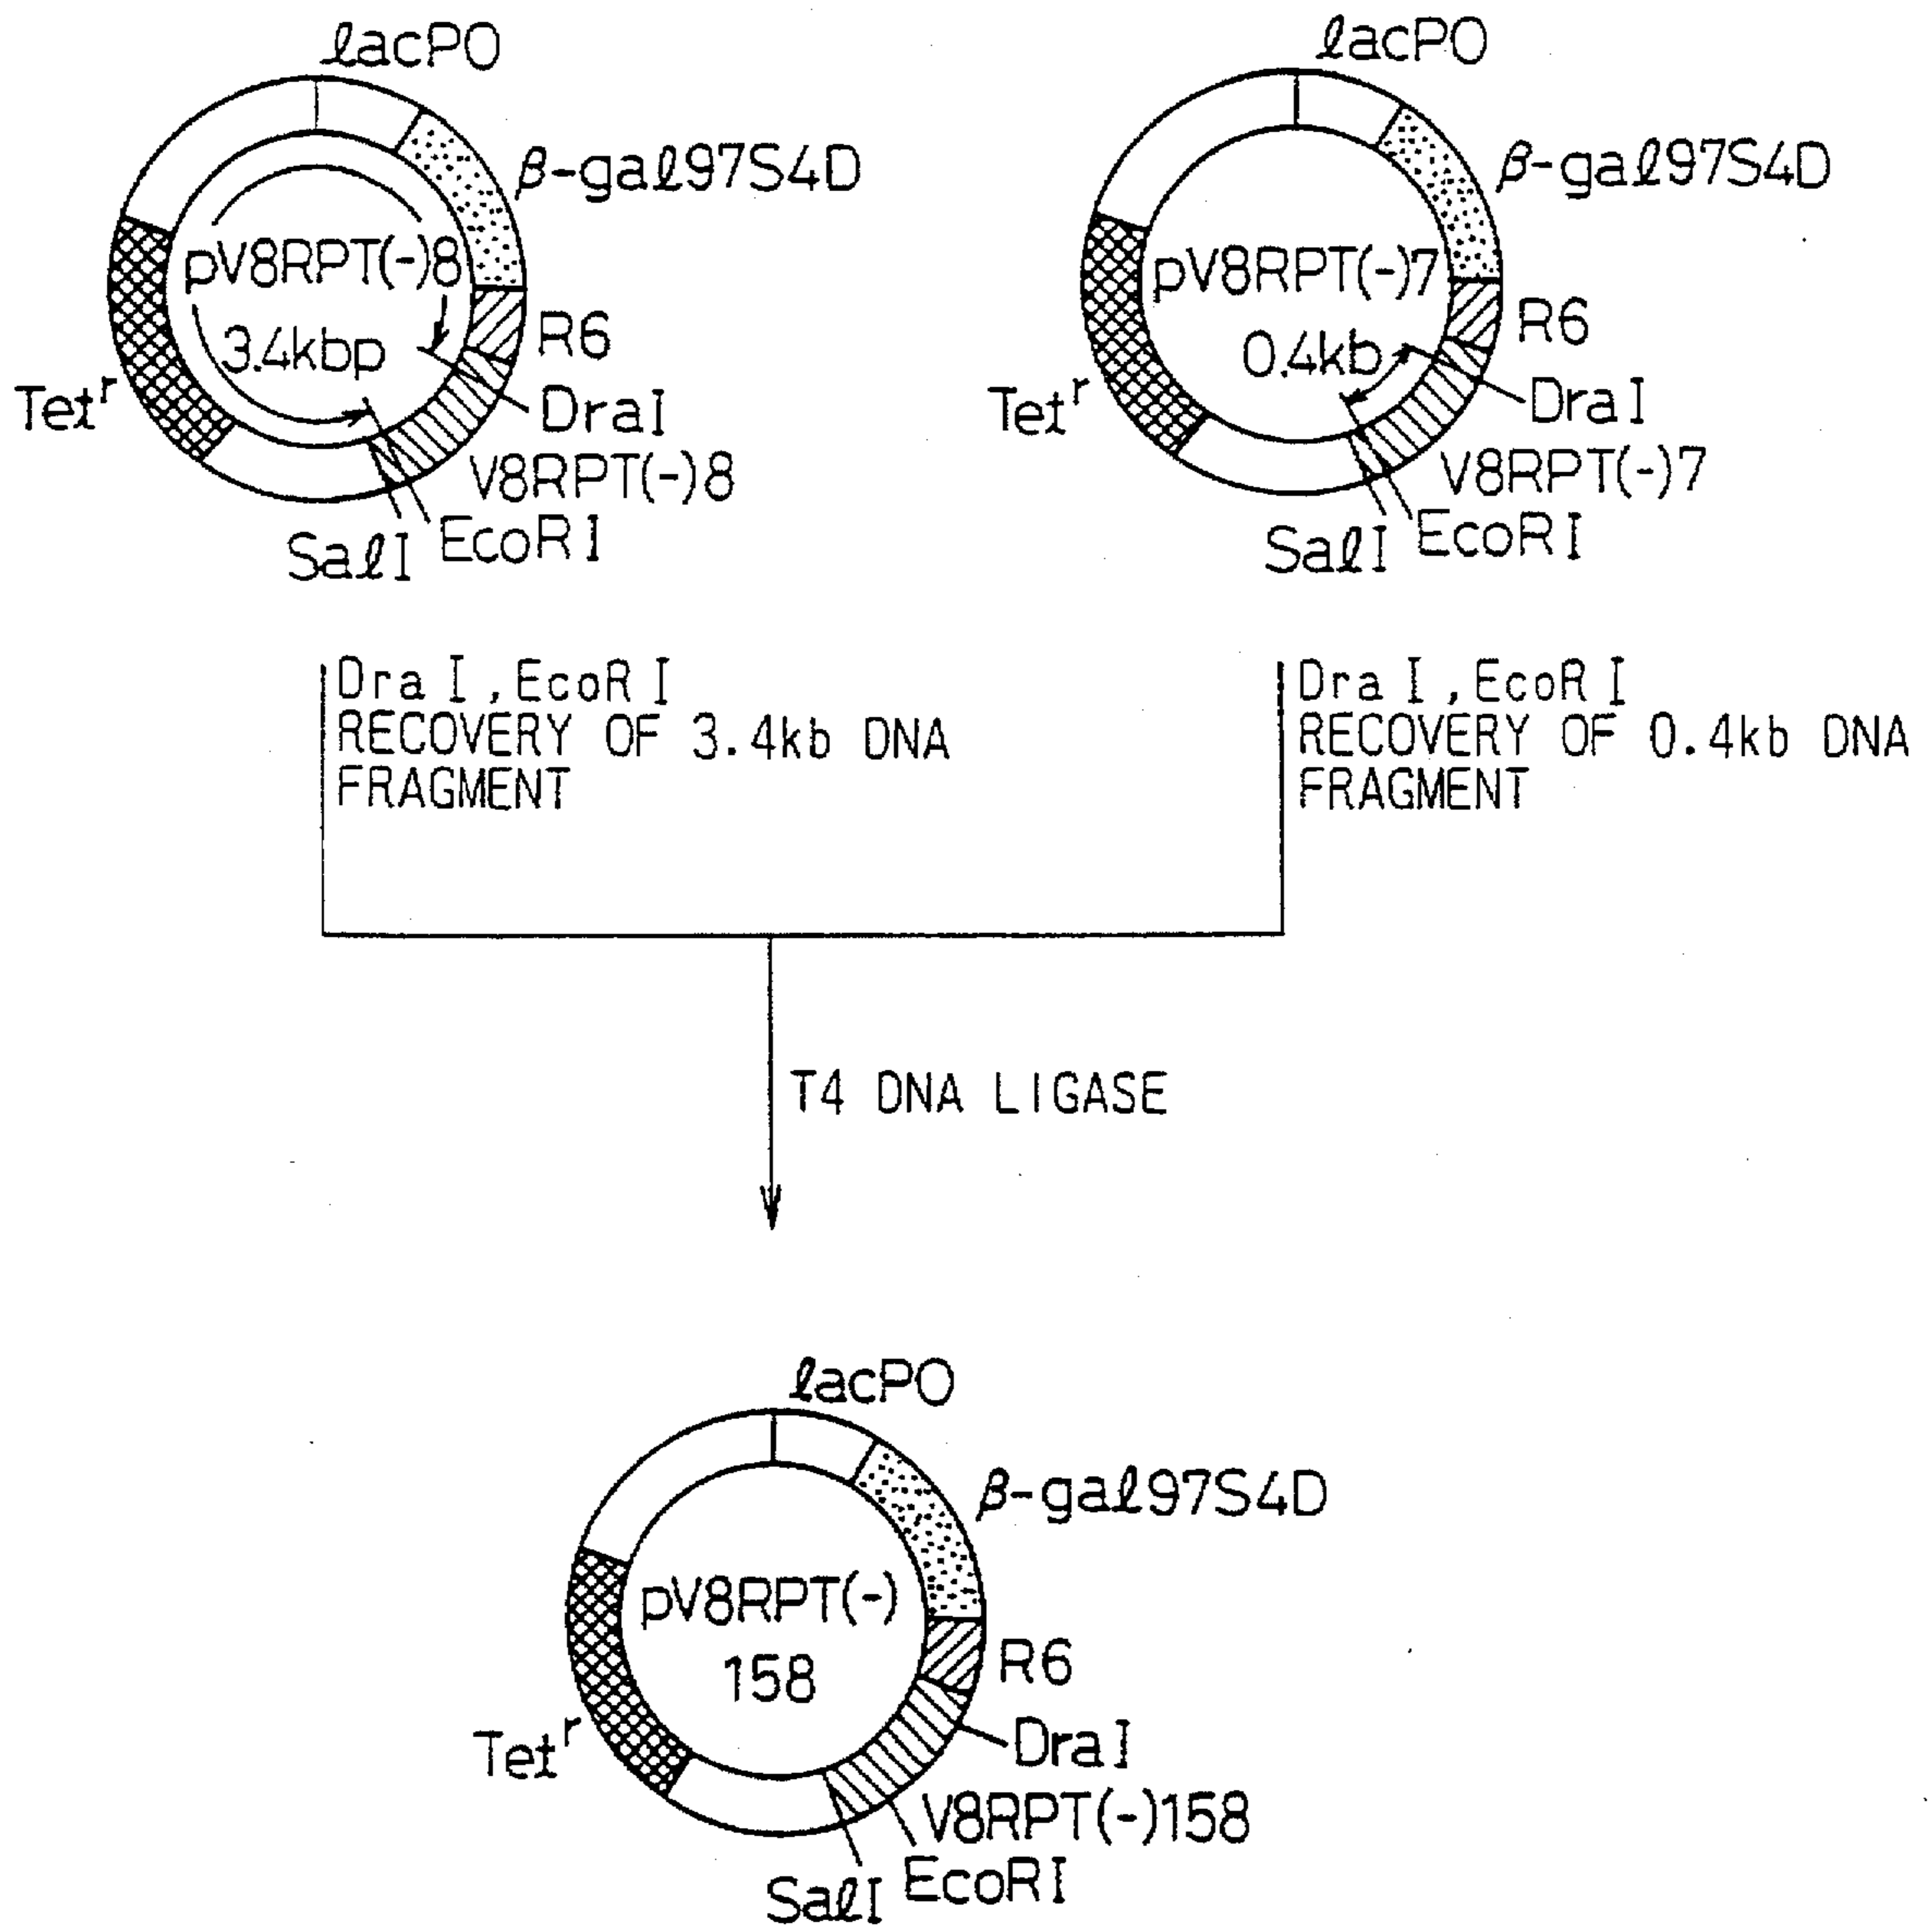 lacPO
β-gal97S4D
pV8RPT(-)8
3.4kbp
R6
Tetʳ
DraI
V8RPT(-)8
EcoRI
SalI
lacPO
β-gal97S4D
pV8RPT(-)7
0.4kb
R6
Tetʳ
DraI
V8RPT(-)7
EcoRI
SalI
DraI,EcoRI
RECOVERY OF 3.4kb DNA
FRAGMENT
DraI,EcoRI
RECOVERY OF 0.4kb DNA
FRAGMENT
T4 DNA LIGASE
lacPO
β-gal97S4D
pV8RPT(-)
158
R6
Tetʳ
DraI
V8RPT(-)158
EcoRI
SalI